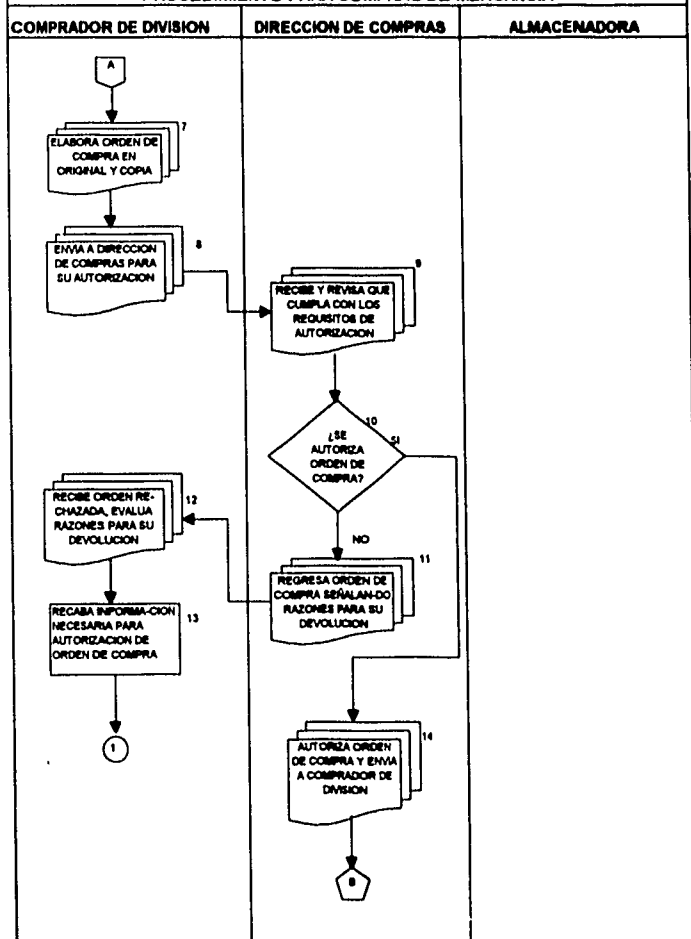 COMPRADOR DE DIVISION
DIRECCION DE COMPRAS
ALMACENADORA
A
7
ELABORA ORDEN DE
COMPRA EN
ORIGINAL Y COPIA
8
ENVIA A DIRECCION
DE COMPRAS PARA
SU AUTORIZACION
9
RECIBE Y REVISA QUE
CUMPLA CON LOS
REQUISITOS DE
AUTORIZACION
10
¿SE
AUTORIZA
ORDEN DE
COMPRA?
SI
NO
12
RECIBE ORDEN RE-
CHAZADA, EVALUA
RAZONES PARA SU
DEVOLUCION
11
REGRESA ORDEN DE
COMPRA SEÑALAN-DO
RAZONES PARA SU
DEVOLUCION
13
RECABA INFORMA-CION
NECESARIA PARA
AUTORIZACION DE
ORDEN DE COMPRA
1
14
AUTORIZA ORDEN
DE COMPRA Y ENVIA
A COMPRADOR DE
DIVISION
B